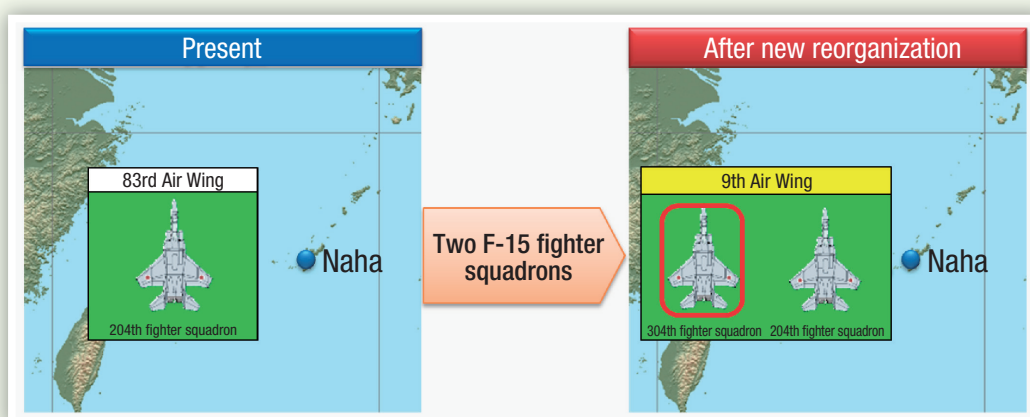 Present
83rd Air Wing
204th fighter squadron
Naha
Two F-15 fighter
squadrons
After new reorganization
9th Air Wing
304th fighter squadron 204th fighter squadron
Naha